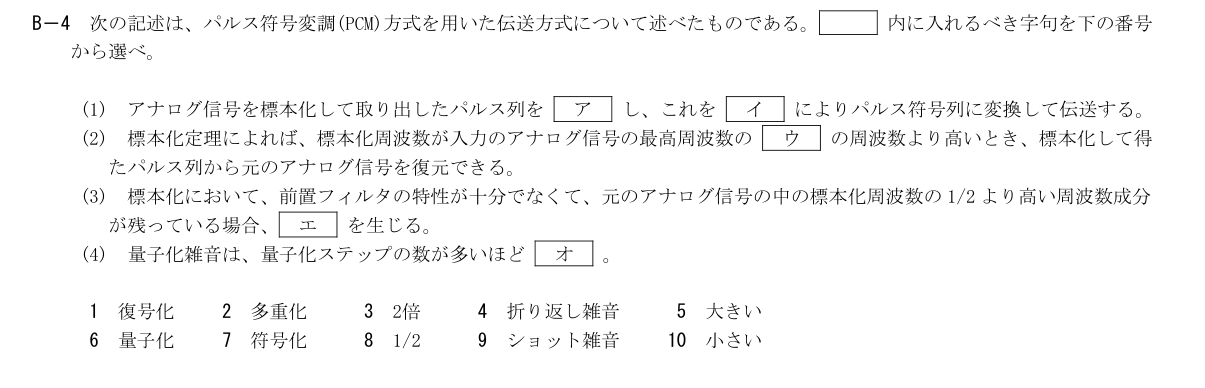 B－4 次の記述は、パルス符号変調(PCM)方式を用いた伝送方式について述べたものである。 内に入れるべき字句を下の番号
から選べ。
(1) アナログ信号を標本化して取り出したパルス列を ア し、これを イ によりパルス符号列に変換して伝送する。
(2) 標本化定理によれば、標本化周波数が入力のアナログ信号の最高周波数の ウ の周波数より高いとき、標本化して得
たパルス列から元のアナログ信号を復元できる。
(3) 標本化において、前置フィルタの特性が十分でなくて、元のアナログ信号の中の標本化周波数の 1/2 より高い周波数成分
が残っている場合、 エ を生じる。
(4) 量子化雑音は、量子化ステップの数が多いほど オ 。
1 復号化 2 多重化 3 2倍 4 折り返し雑音 5 大きい
6 量子化 7 符号化 8 1/2 9 ショット雑音 10 小さい